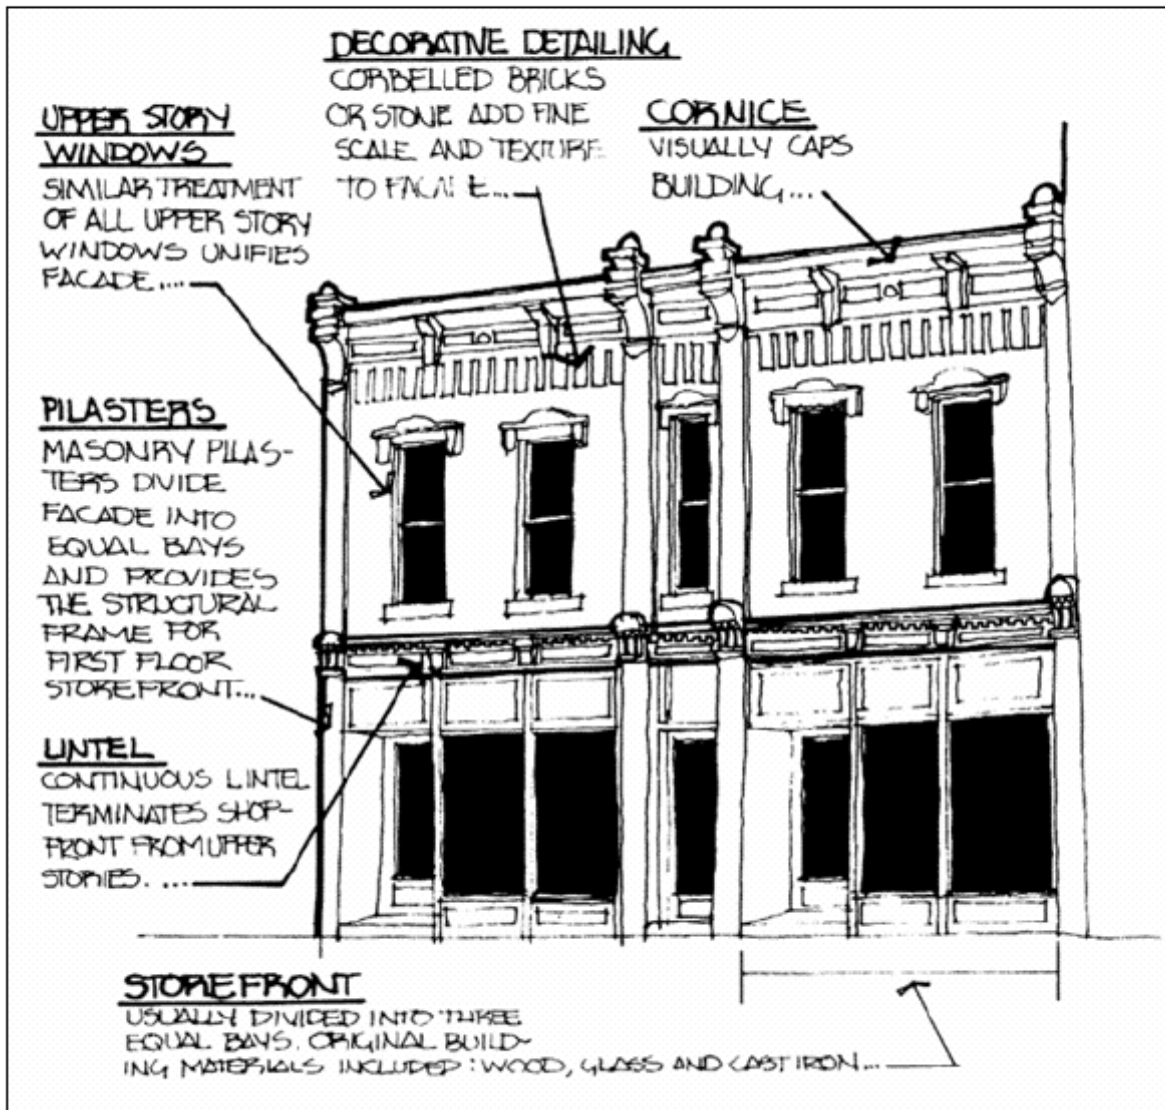 DECORATIVE DETAILING
CORBELLED BRICKS
OR STONE ADD FINE
SCALE AND TEXTURE
TO FACADE...
CORNICE
VISUALLY CAPS
BUILDING...
UPPER STORY
WINDOWS
SIMILAR TREATMENT
OF ALL UPPER STORY
WINDOWS UNIFIES
FACADE....
PILASTERS
MASONRY PILAS-
TERS DIVIDE
FACADE INTO
EQUAL BAYS
AND PROVIDES
THE STRUCTURAL
FRAME FOR
FIRST FLOOR
STOREFRONT...
LINTEL
CONTINUOUS LINTEL
TERMINATES SHOP-
FRONT FROM UPPER
STORIES. ....
STOREFRONT
USUALLY DIVIDED INTO THREE
EQUAL BAYS. ORIGINAL BUILD-
ING MATERIALS INCLUDED: WOOD, GLASS AND CAST IRON...